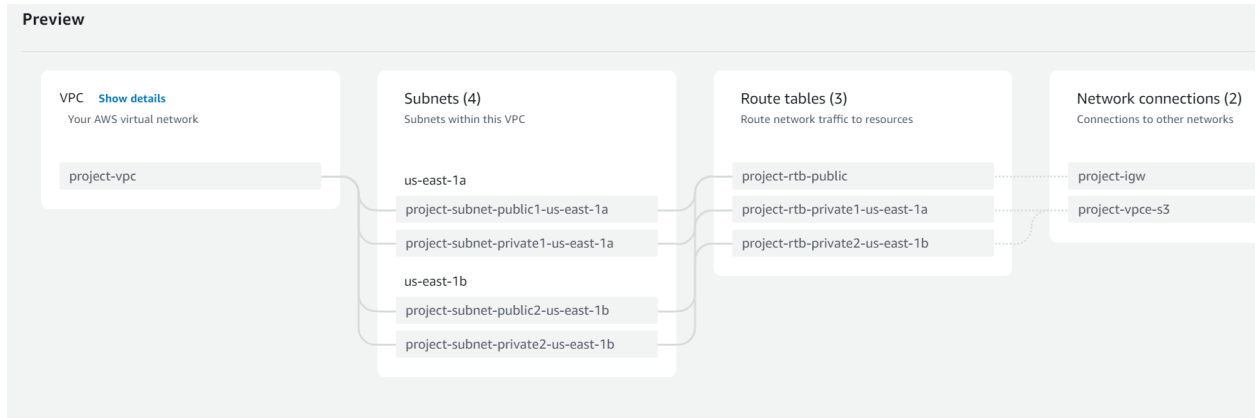 Preview
VPC Show details
Your AWS virtual network
project-vpc
Subnets (4)
Subnets within this VPC
us-east-1a
project-subnet-public1-us-east-1a
project-subnet-private1-us-east-1a
us-east-1b
project-subnet-public2-us-east-1b
project-subnet-private2-us-east-1b
Route tables (3)
Route network traffic to resources
project-rtb-public
project-rtb-private1-us-east-1a
project-rtb-private2-us-east-1b
Network connections (2)
Connections to other networks
project-igw
project-vpce-s3